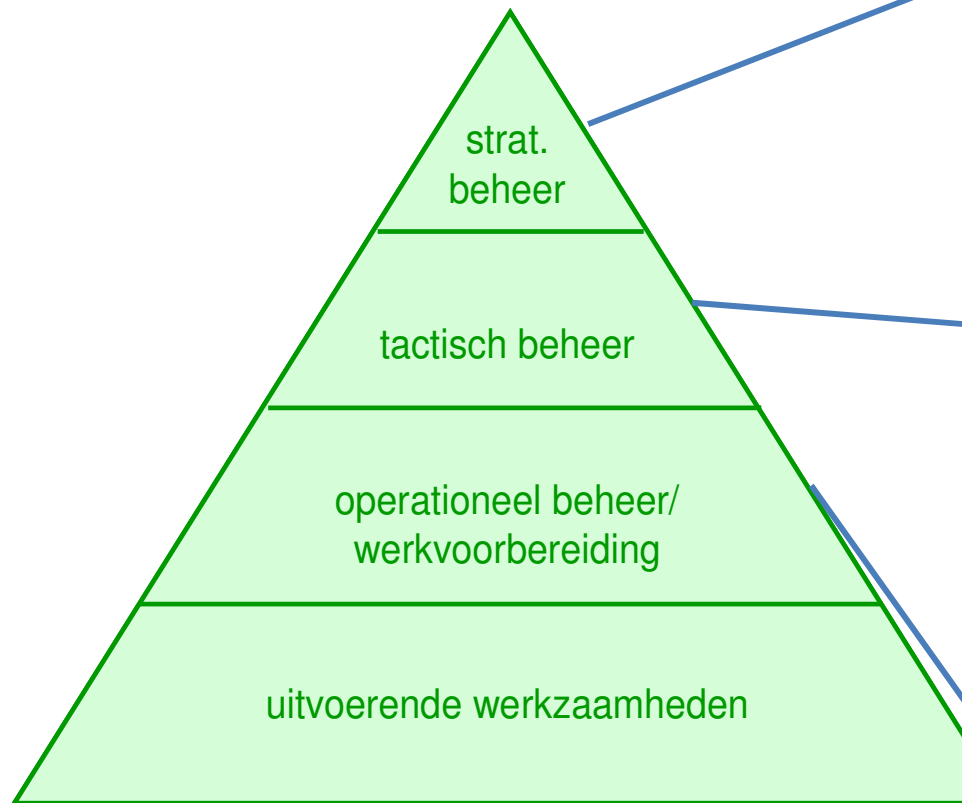 strat.
beheer
tactisch beheer
operationeel beheer/
werkvoorbereiding
uitvoerende werkzaamheden